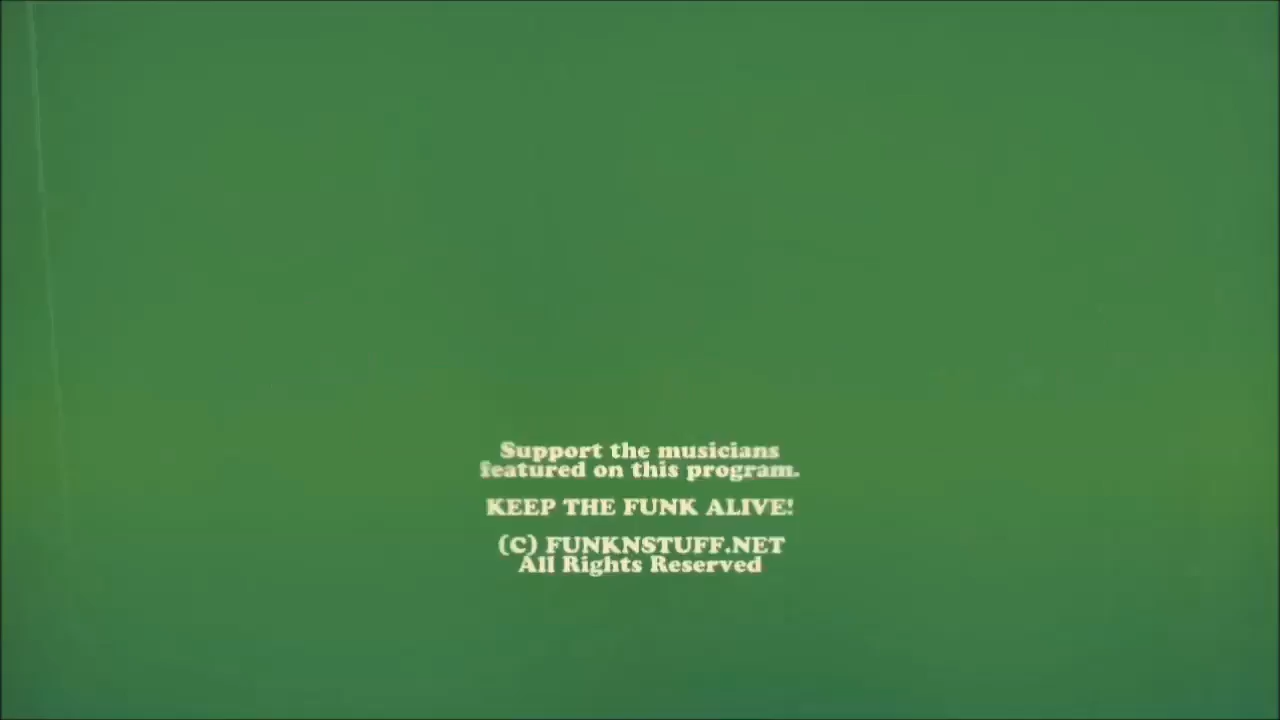 Support the musicians
featured on this program.
KEEP THE FUNK ALIVE!
(C) FUNKNSTUFF.NET
All Rights Reserved